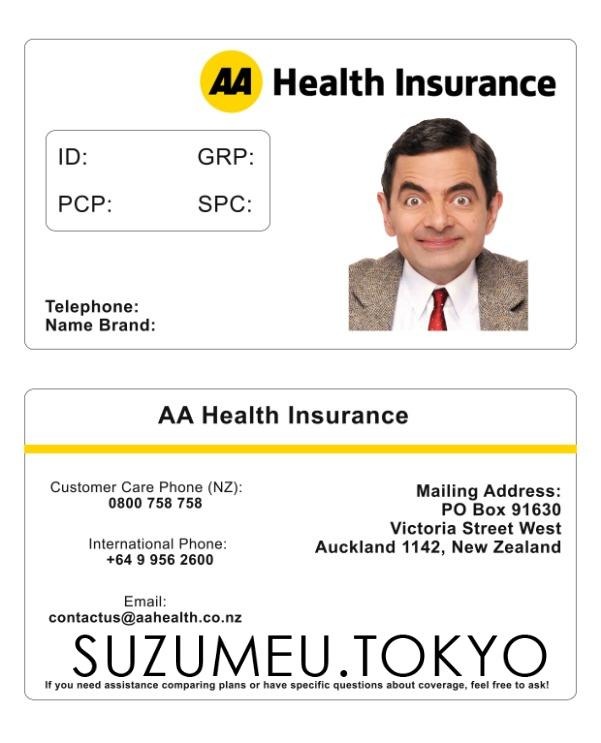 AA Health Insurance
ID: GRP:
PCP: SPC:
Telephone:
Name Brand:
AA Health Insurance
Customer Care Phone (NZ):
0800 758 758
International Phone:
+64 9 956 2600
Email:
contactus@aahealth.co.nz
Mailing Address:
PO Box 91630
Victoria Street West
Auckland 1142, New Zealand
SUZUMEU.TOKYO
If you need assistance comparing plans or have specific questions about coverage, feel free to ask!